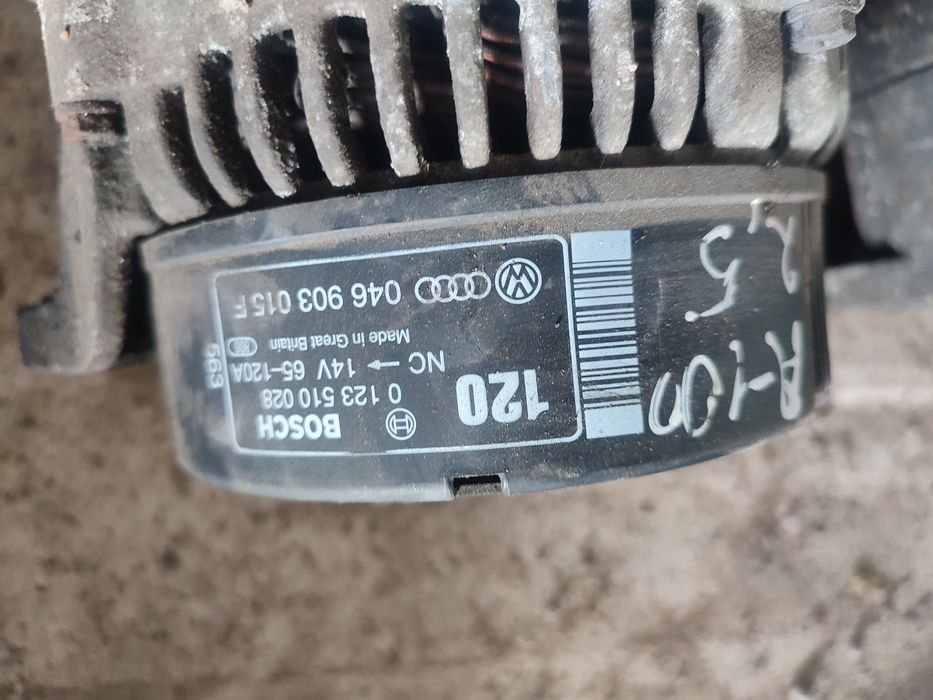 BOSCH
0 123 510 028
120
NC 14V 65-120A
Made in Great Britain
046 903 015 F
VW
563
A-100
2,5